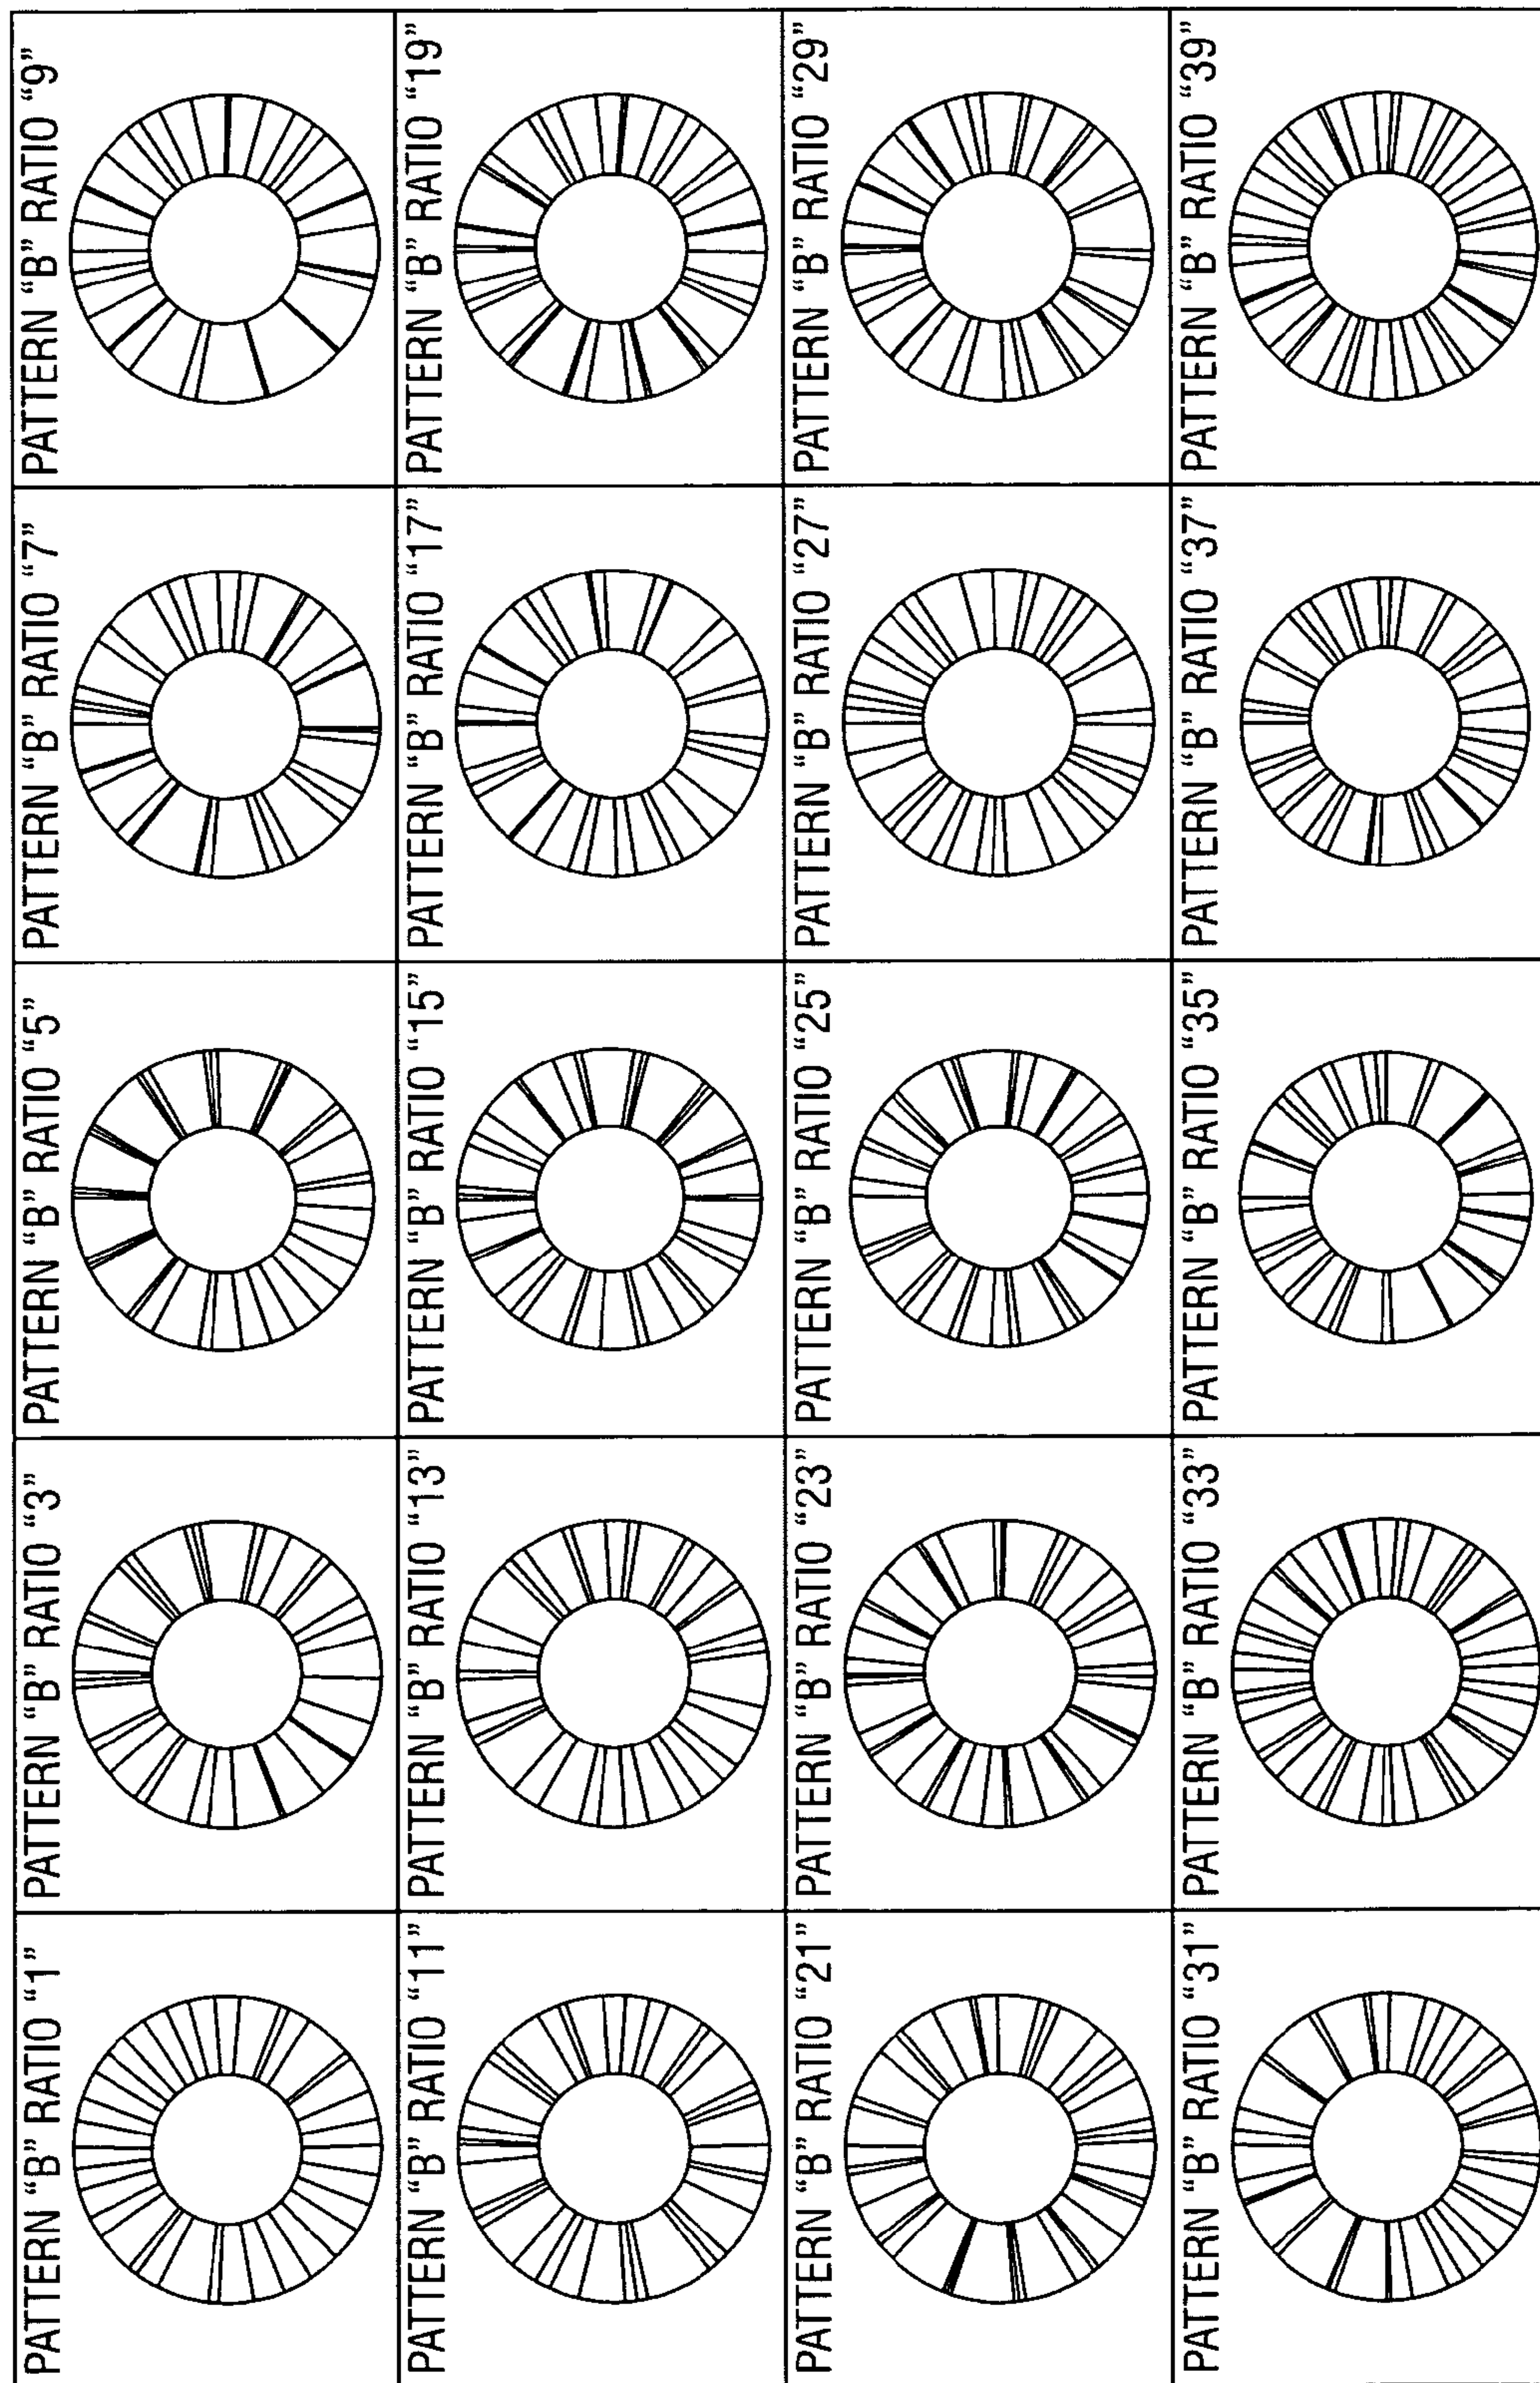 PATTERN “B” RATIO “1”
PATTERN “B” RATIO “3”
PATTERN “B” RATIO “5”
PATTERN “B” RATIO “7”
PATTERN “B” RATIO “9”
PATTERN “B” RATIO “11”
PATTERN “B” RATIO “13”
PATTERN “B” RATIO “15”
PATTERN “B” RATIO “17”
PATTERN “B” RATIO “19”
PATTERN “B” RATIO “21”
PATTERN “B” RATIO “23”
PATTERN “B” RATIO “25”
PATTERN “B” RATIO “27”
PATTERN “B” RATIO “29”
PATTERN “B” RATIO “31”
PATTERN “B” RATIO “33”
PATTERN “B” RATIO “35”
PATTERN “B” RATIO “37”
PATTERN “B” RATIO “39”